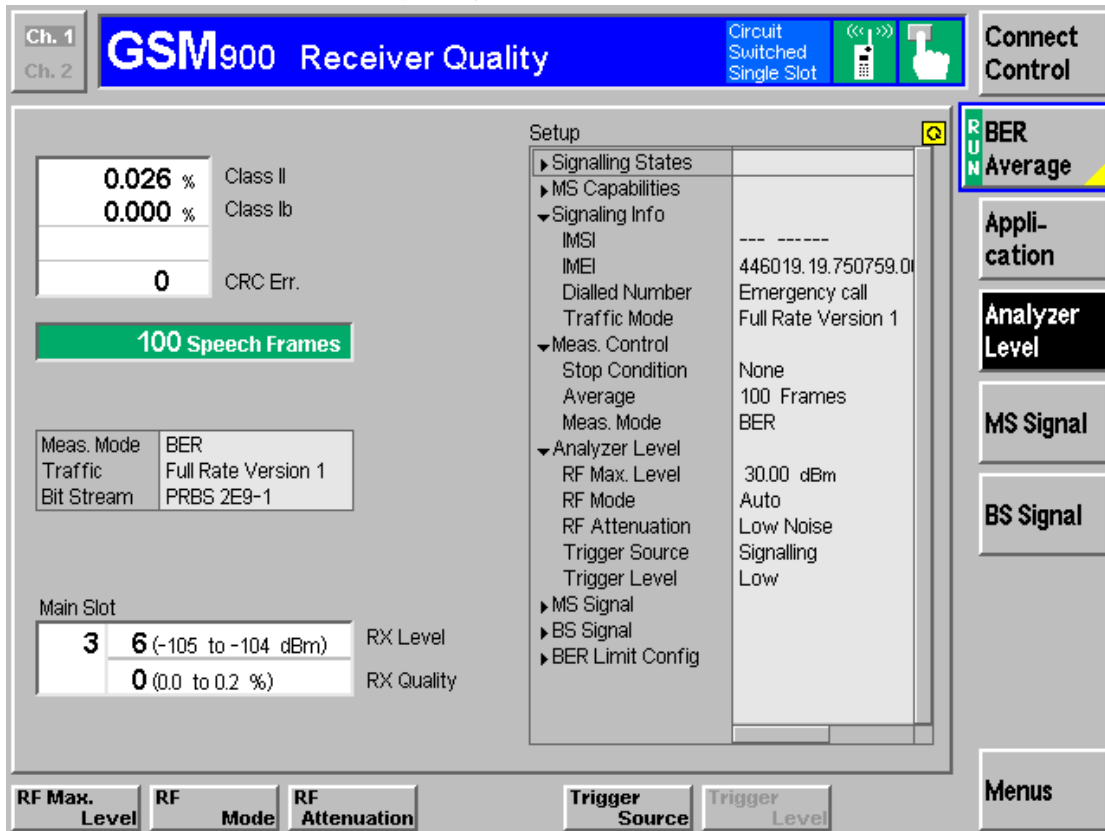 Ch. 1
Ch. 2
GSM900 Receiver Quality
Circuit
Switched
Single Slot
Connect
Control
0.026 % Class II
0.000 % Class Ib
0 CRC Err.
100 Speech Frames
Meas. Mode BER
Traffic Full Rate Version 1
Bit Stream PRBS 2E9-1
Main Slot
3 6 (-105 to -104 dBm) RX Level
0 (0.0 to 0.2 %) RX Quality
Setup
Signalling States
MS Capabilities
Signaling Info
IMSI --- ------
IMEI 446019.19.750759.0
Dialled Number Emergency call
Traffic Mode Full Rate Version 1
Meas. Control
Stop Condition None
Average 100 Frames
Meas. Mode BER
Analyzer Level
RF Max. Level 30.00 dBm
RF Mode Auto
RF Attenuation Low Noise
Trigger Source Signalling
Trigger Level Low
MS Signal
BS Signal
BER Limit Config
RUN
BER
Average
Appli-
cation
Analyzer
Level
MS Signal
BS Signal
Menus
RF Max.
Level
RF
Mode
RF
Attenuation
Trigger
Source
Trigger
Level